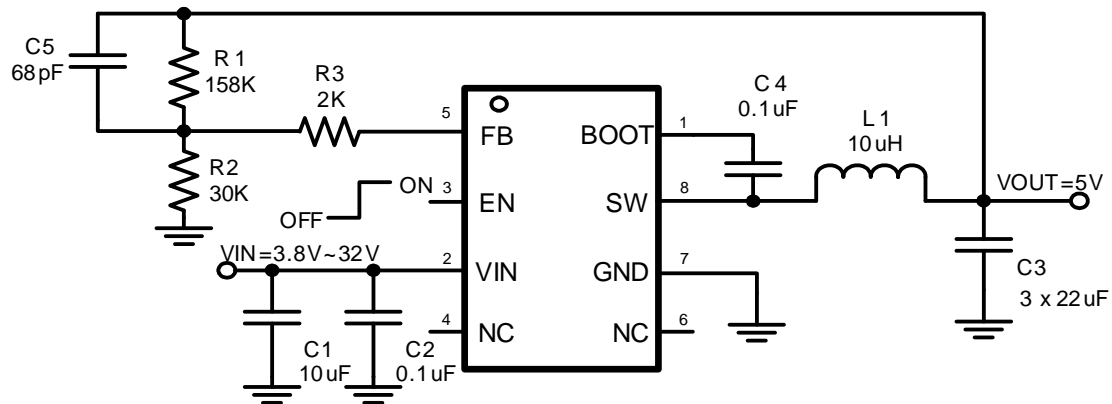 C5
68pF
R1
158K
R3
2K
R2
30K
5
FB
BOOT
1
C4
0.1uF
L1
10uH
ON
OFF
3
EN
SW
8
VOUT=5V
VIN=3.8V~32V
2
VIN
GND
7
C3
3 x 22uF
4
NC
NC
6
C1
10uF
C2
0.1uF